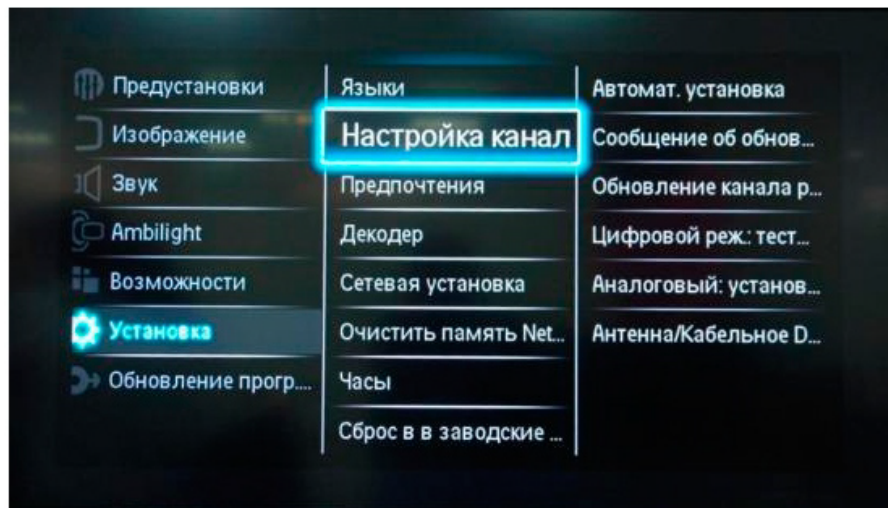 Предустановки
Изображение
Звук
Ambilight
Возможности
Установка
Обновление прогр....
Языки
Настройка канал
Предпочтения
Декодер
Сетевая установка
Очистить память Net...
Часы
Сброс в в заводские ...
Автомат. установка
Сообщение об обнов...
Обновление канала р...
Цифровой реж.: тест...
Аналоговый: установ...
Антенна/Кабельное D...